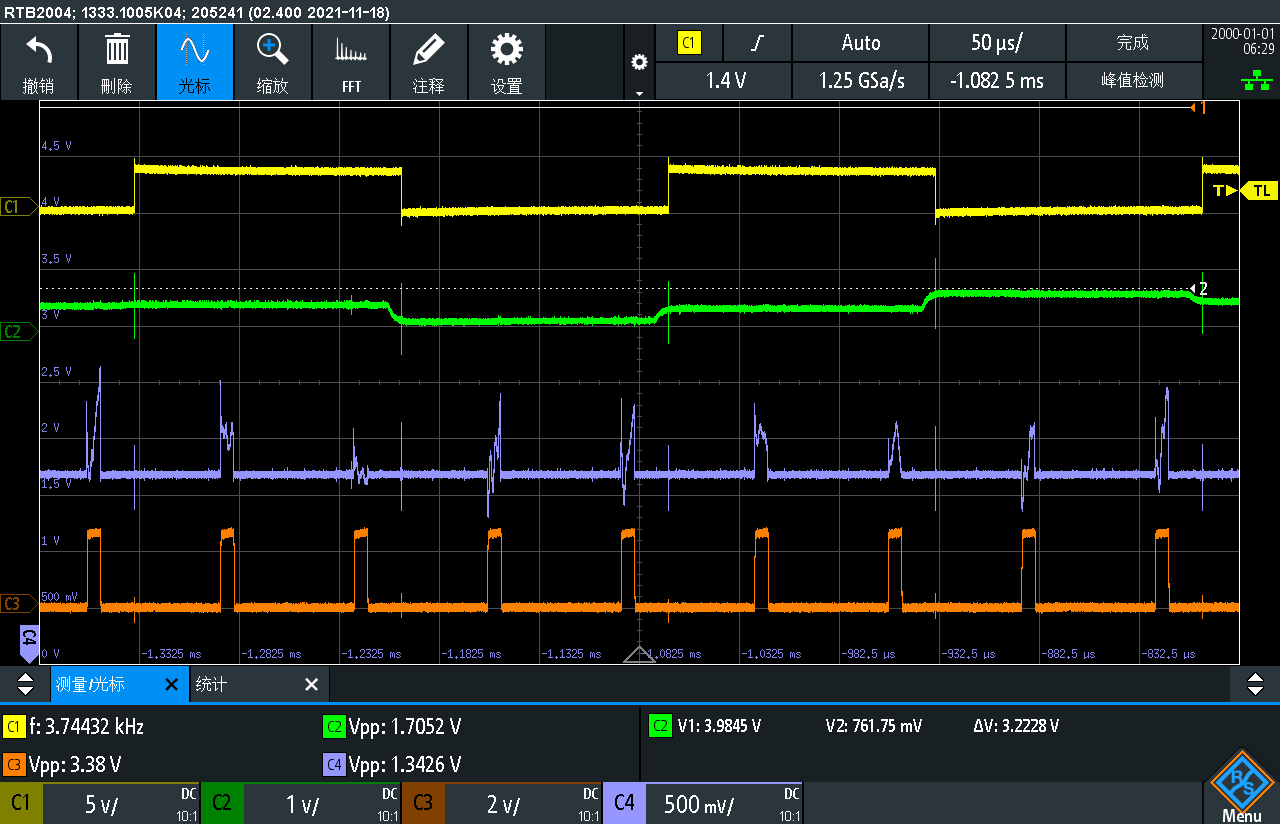 RTB2004; 1333.1005K04; 205241 (02.400 2021-11-18)
撤销 删除 光标 缩放 FFT 注释 设置
C1 Auto 50 µs/ 完成
1.4 V 1.25 GSa/s -1.082 5 ms 峰值检测
2000-01-01
06:29
1
4.5 V
T TL
C1 4 V
3.5 V
2
3 V
C2
2.5 V
2 V
1.5 V
1 V
C3 500 mV
C4
0 V -1.3325 ms -1.2825 ms -1.2325 ms -1.1825 ms -1.1325 ms -1.0825 ms -1.0325 ms -982.5 µs -932.5 µs -882.5 µs -832.5 µs
测量/光标 统计
C1 f: 3.74432 kHz C2 Vpp: 1.7052 V C2 V1: 3.9845 V V2: 761.75 mV ΔV: 3.2228 V
C3 Vpp: 3.38 V C4 Vpp: 1.3426 V
C1 5 V/ DC 10:1 C2 1 V/ DC 10:1 C3 2 V/ DC 10:1 C4 500 mV/ DC 10:1
R S
Menu